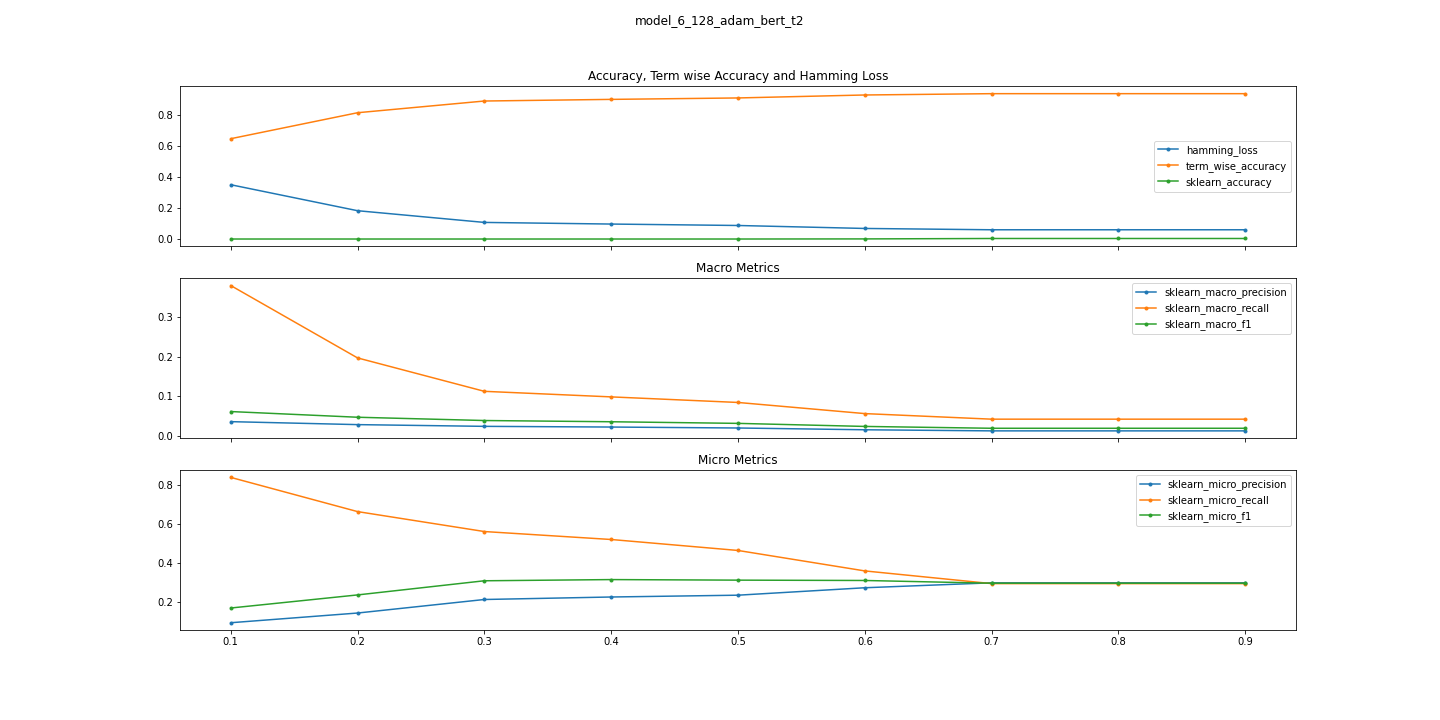 model_6_128_adam_bert_t2
Accuracy, Term wise Accuracy and Hamming Loss
0.8
0.6
0.4
0.2
0.0
hamming_loss
term_wise_accuracy
sklearn_accuracy
Macro Metrics
0.3
0.2
0.1
0.0
sklearn_macro_precision
sklearn_macro_recall
sklearn_macro_f1
Micro Metrics
0.8
0.6
0.4
0.2
sklearn_micro_precision
sklearn_micro_recall
sklearn_micro_f1
0.1 0.2 0.3 0.4 0.5 0.6 0.7 0.8 0.9